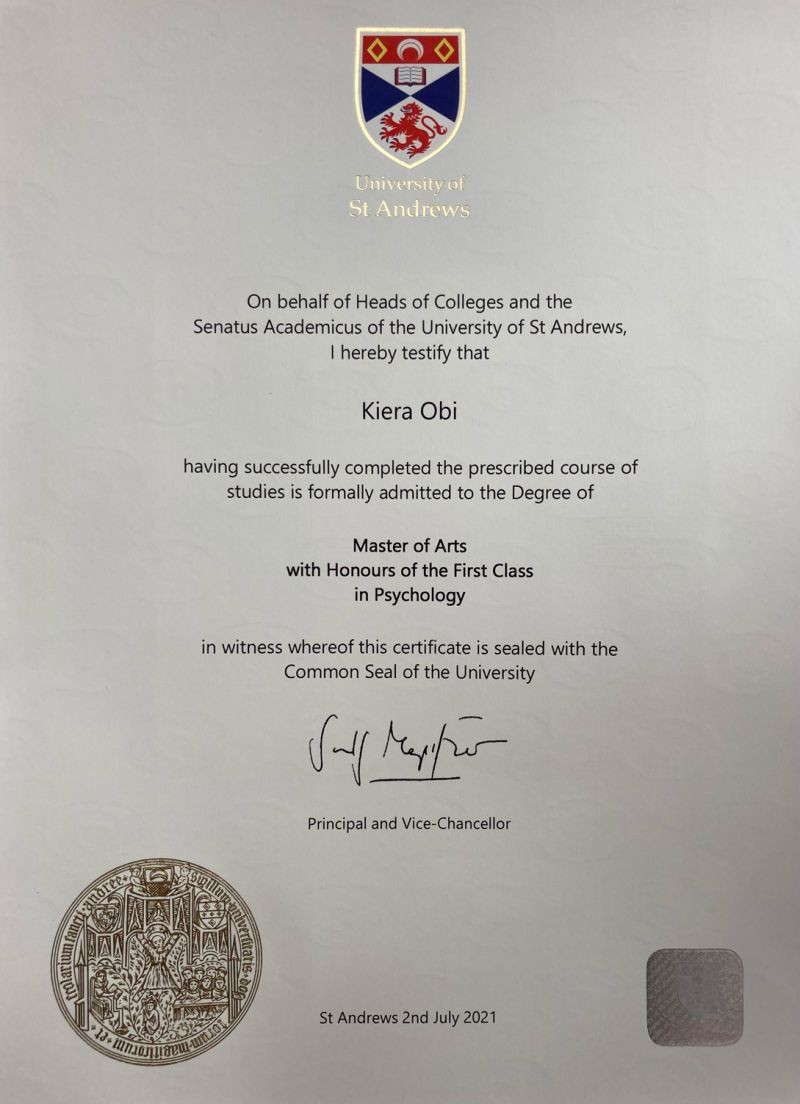 University of
St Andrews
On behalf of Heads of Colleges and the
Senatus Academicus of the University of St Andrews,
I hereby testify that
Kiera Obi
having successfully completed the prescribed course of
studies is formally admitted to the Degree of
Master of Arts
with Honours of the First Class
in Psychology
in witness whereof this certificate is sealed with the
Common Seal of the University
Principal and Vice-Chancellor
St Andrews 2nd July 2021